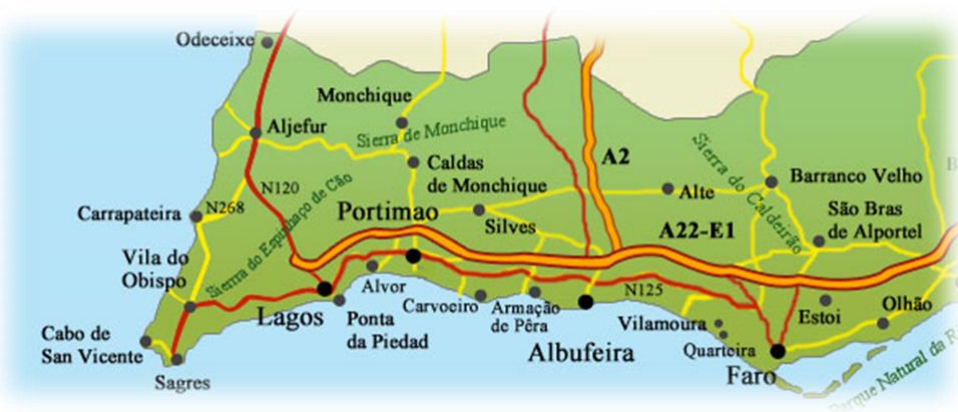 Odeceixe
Monchique
Aljefur
Sierra de Monchique
A2
Sierra do Caldeirão
Caldas
de Monchique
Barranco Velho
N120
Alte
Carrapateira
N268
Sierra do Espinhaço de Cão
Portimao
Silves
A22-E1
São Bras
de Alportel
Vila do
Obispo
Alvor
Carvoeiro
Armação
de Pêra
N125
Lagos
Ponta
da Piedad
Vilamoura
Estoi
Olhão
Cabo de
San Vicente
Albufeira
Quarteira
Sagres
Faro
Parque Natural da